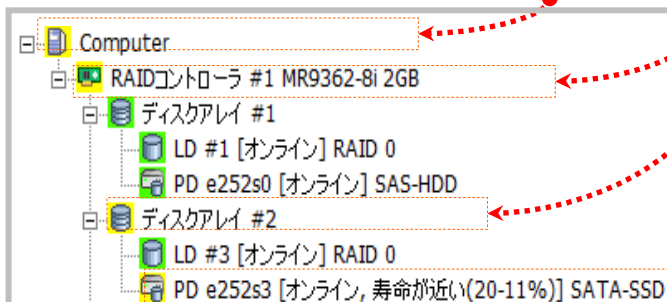 Computer
RAIDコントローラ #1 MR9362-8i 2GB
ディスクアレイ #1
LD #1 [オンライン] RAID 0
PD e252s0 [オンライン] SAS-HDD
ディスクアレイ #2
LD #3 [オンライン] RAID 0
PD e252s3 [オンライン, 寿命が近い(20-11%)] SATA-SSD